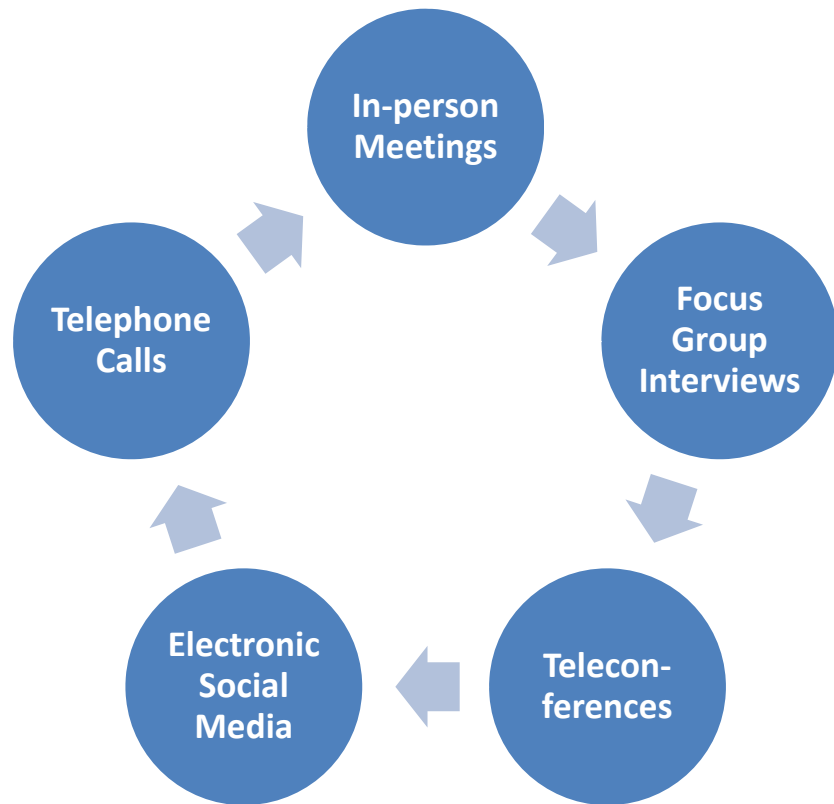 In-person
Meetings
Focus
Group
Interviews
Telecon-
ferences
Electronic
Social
Media
Telephone
Calls